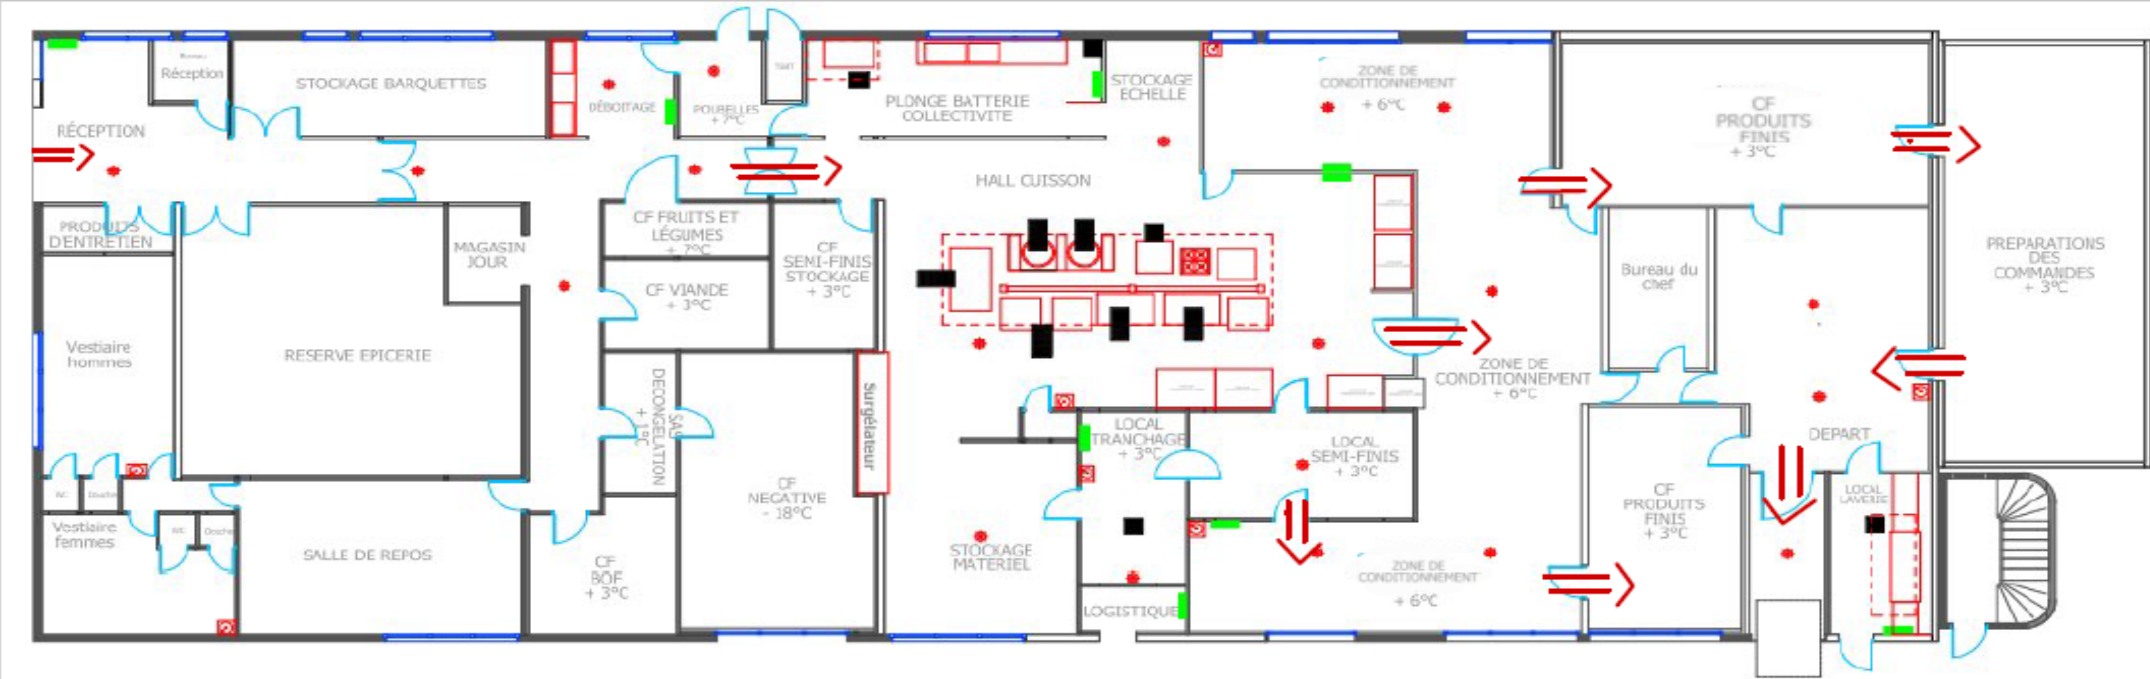 Réception
STOCKAGE BARQUETTES
RÉCEPTION
DÉBOITAGE
POUBELLES
+7°C
PLONGE BATTERIE
COLLECTIVITE
STOCKAGE
ECHELLE
ZONE DE
CONDITIONNEMENT
+ 6°C
CF
PRODUITS
FINIS
+ 3°C
HALL CUISSON
PRODUITS
D'ENTRETIEN
MAGASIN
JOUR
CF FRUITS ET
LÉGUMES
+ 7°C
CF
SEMI-FINIS
STOCKAGE
+ 3°C
CF VIANDE
+ 3°C
Bureau du
chef
PREPARATIONS
DES
COMMANDES
+ 3°C
Vestiaire
hommes
RESERVE EPICERIE
SAS
DECONGELATION
+ 1°C
Surgélateur
ZONE DE
CONDITIONNEMENT
+ 6°C
LOCAL
TRANCHAGE
+ 3°C
LOCAL
SEMI-FINIS
+ 3°C
DEPART
WC
Douche
CF
NEGATIVE
- 18°C
CF
PRODUITS
FINIS
+ 3°C
LOCAL
LAVERIE
Vestiaire
femmes
WC
Douche
SALLE DE REPOS
CF
BOF
+ 3°C
STOCKAGE
MATERIEL
ZONE DE
CONDITIONNEMENT
+ 6°C
LOGISTIQUE